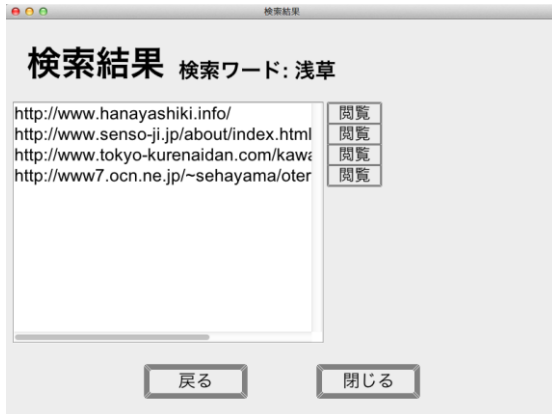 検索結果
検索結果 検索ワード: 浅草
http://www.hanayashiki.info/ 閲覧
http://www.senso-ji.jp/about/index.html 閲覧
http://www.tokyo-kurenaidan.com/kawa 閲覧
http://www7.ocn.ne.jp/~sehayama/oter 閲覧
戻る 閉じる